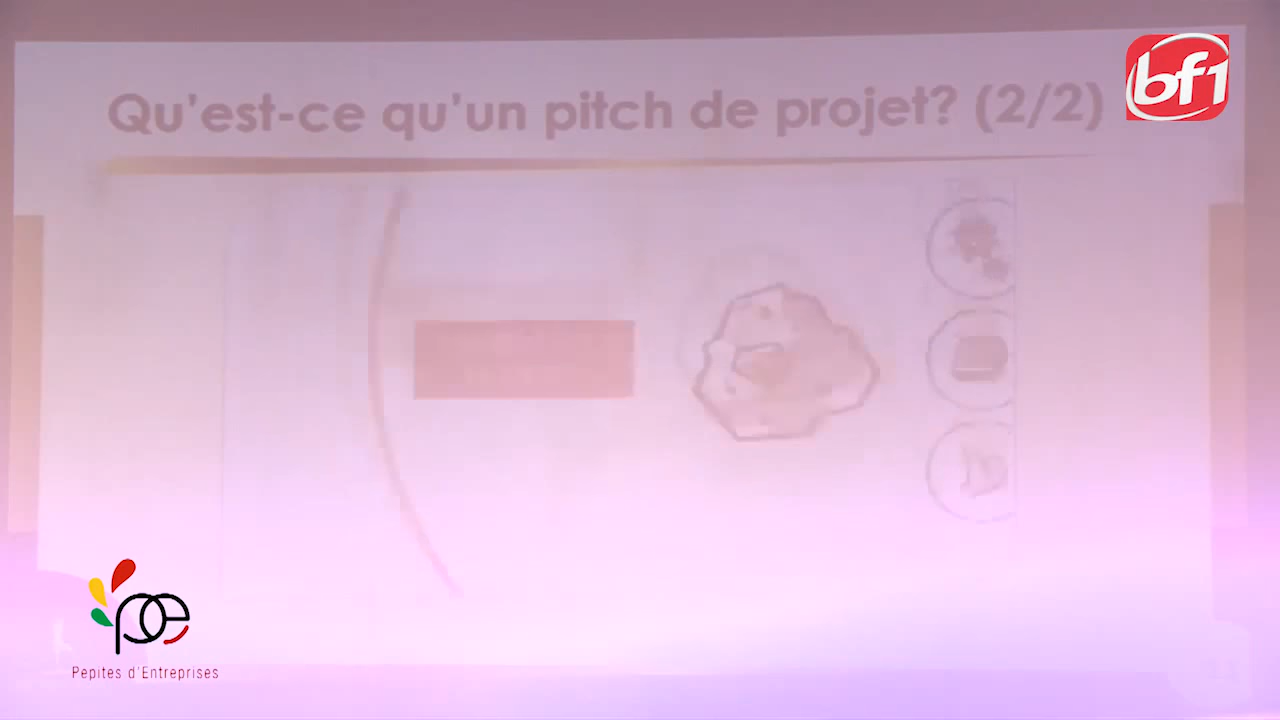 Qu'est-ce qu'un pitch de projet? (2/2)
bf1
pe
Pepites d'Entreprises